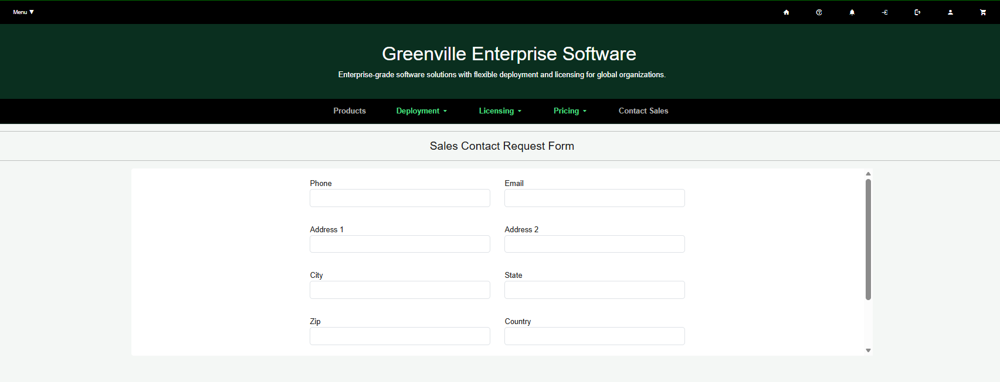 Menu ▼
Greenville Enterprise Software
Enterprise-grade software solutions with flexible deployment and licensing for global organizations.
Products Deployment Licensing Pricing Contact Sales
Sales Contact Request Form
Phone Email
Address 1 Address 2
City State
Zip Country